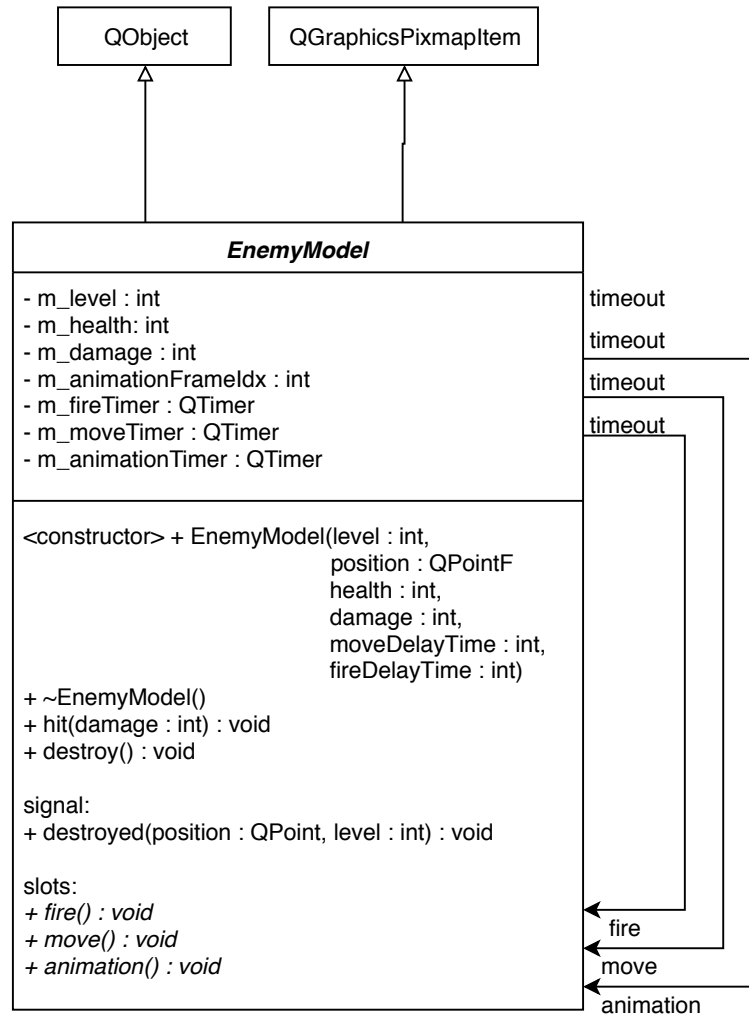 QObject
QGraphicsPixmapItem
EnemyModel
- m_level : int
- m_health: int
- m_damage : int
- m_animationFrameIdx : int
- m_fireTimer : QTimer
- m_moveTimer : QTimer
- m_animationTimer : QTimer
timeout
timeout
timeout
timeout
<constructor> + EnemyModel(level : int,
position : QPointF
health : int,
damage : int,
moveDelayTime : int,
fireDelayTime : int)
+ ~EnemyModel()
+ hit(damage : int) : void
+ destroy() : void
signal:
+ destroyed(position : QPoint, level : int) : void
slots:
+ fire() : void
+ move() : void
+ animation() : void
fire
move
animation